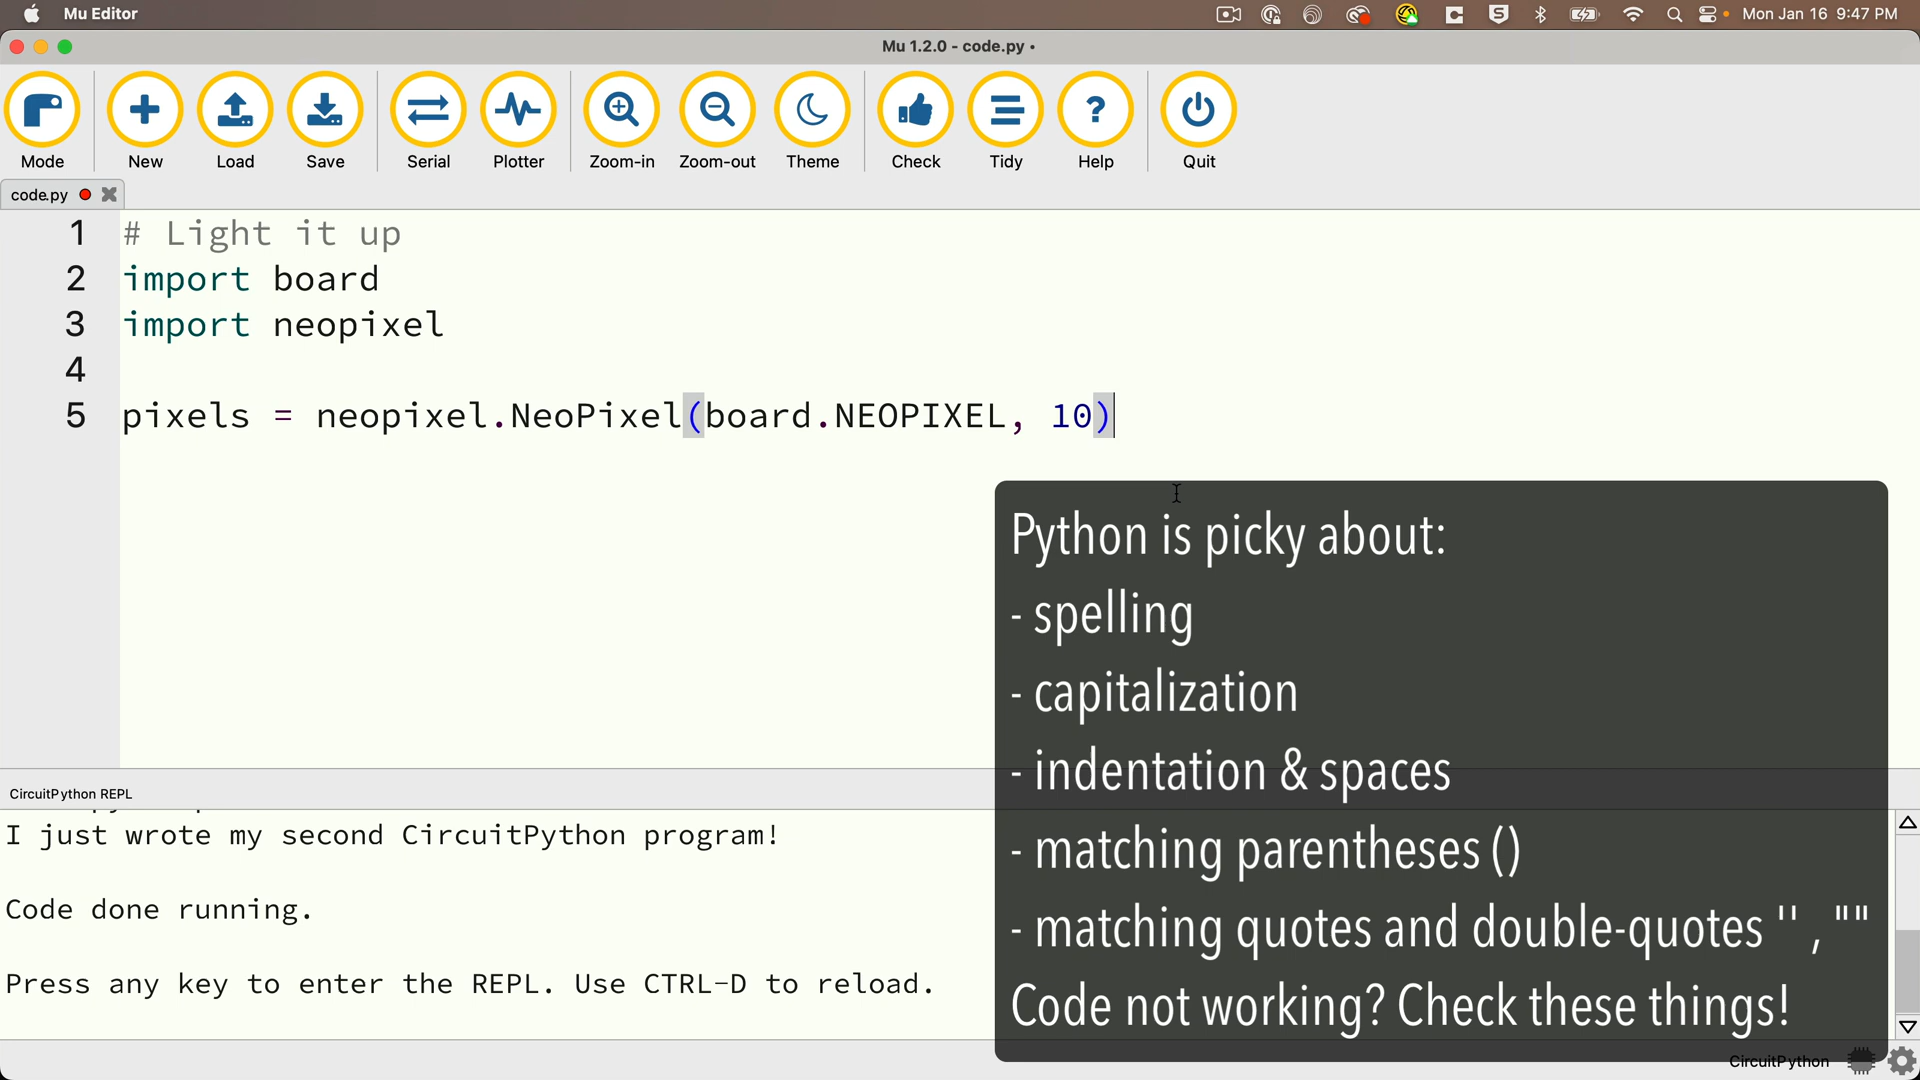 Mu Editor
Mon Jan 16 9:47 PM
Mu 1.2.0 - code.py •
Mode
New
Load
Save
Serial
Plotter
Zoom-in
Zoom-out
Theme
Check
Tidy
Help
Quit
code.py
1 # Light it up
2 import board
3 import neopixel
4
5 pixels = neopixel.NeoPixel(board.NEOPIXEL, 10)
Python is picky about:
- spelling
- capitalization
- indentation & spaces
- matching parentheses ()
- matching quotes and double-quotes '' , ""
Code not working? Check these things!
CircuitPython REPL
I just wrote my second CircuitPython program!
Code done running.
Press any key to enter the REPL. Use CTRL-D to reload.
CircuitPython